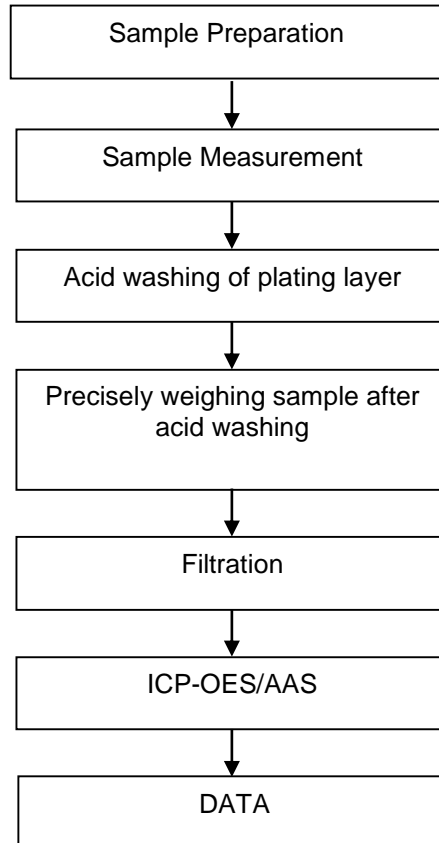 Sample Preparation
Sample Measurement
Acid washing of plating layer
Precisely weighing sample after
acid washing
Filtration
ICP-OES/AAS
DATA